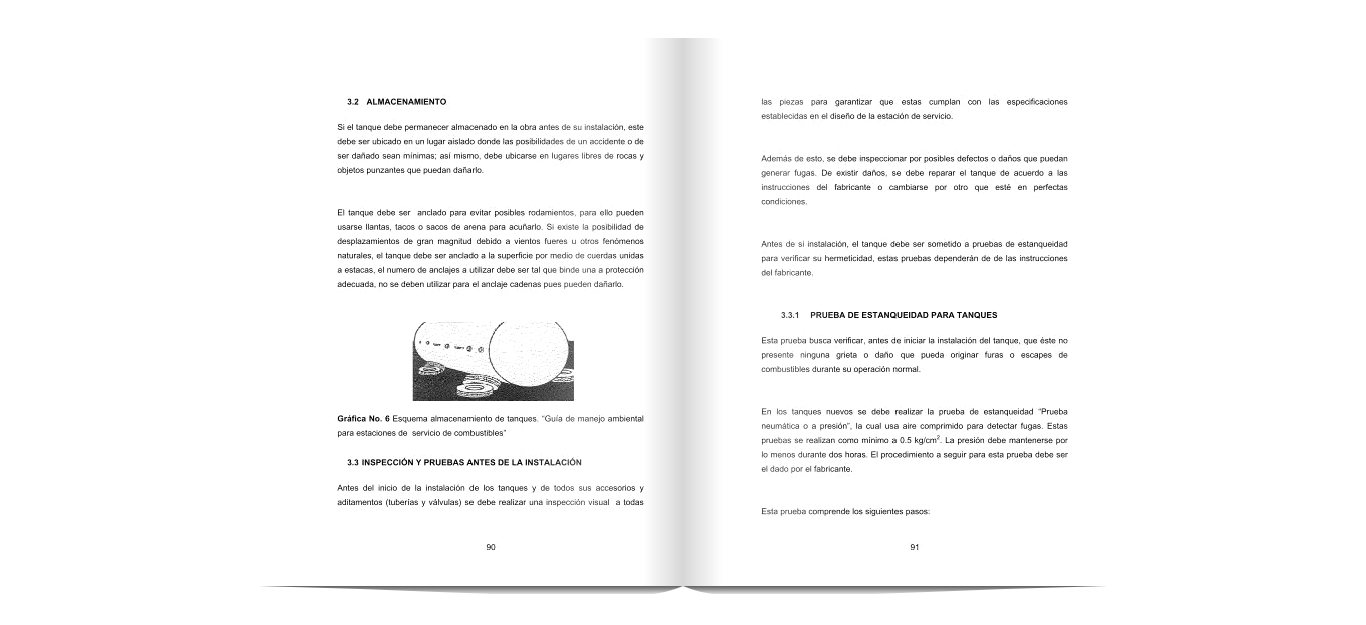 3.2 ALMACENAMIENTO
Si el tanque debe permanecer almacenado en la obra antes de su instalación, este
debe ser ubicado en un lugar aislado donde las posibilidades de un accidente o de
ser dañado sean mínimas; así mismo, debe ubicarse en lugares libres de rocas y
objetos punzantes que puedan dañarlo.
El tanque debe ser anclado para evitar posibles rodamientos, para ello pueden
usarse llantas, tacos o sacos de arena para acuñarlo. Si existe la posibilidad de
desplazamientos de gran magnitud debido a vientos fueres u otros fenómenos
naturales, el tanque debe ser anclado a la superficie por medio de cuerdas unidas
a estacas, el numero de anclajes a utilizar debe ser tal que binde una a protección
adecuada, no se deben utilizar para el anclaje cadenas pues pueden dañarlo.
Gráfica No. 6 Esquema almacenamiento de tanques. “Guía de manejo ambiental
para estaciones de servicio de combustibles”
3.3 INSPECCIÓN Y PRUEBAS ANTES DE LA INSTALACIÓN
Antes del inicio de la instalación de los tanques y de todos sus accesorios y
aditamentos (tuberías y válvulas) se debe realizar una inspección visual a todas
90
las piezas para garantizar que estas cumplan con las especificaciones
establecidas en el diseño de la estación de servicio.
Además de esto, se debe inspeccionar por posibles defectos o daños que puedan
generar fugas. De existir daños, se debe reparar el tanque de acuerdo a las
instrucciones del fabricante o cambiarse por otro que esté en perfectas
condiciones.
Antes de si instalación, el tanque debe ser sometido a pruebas de estanqueidad
para verificar su hermeticidad, estas pruebas dependerán de de las instrucciones
del fabricante.
3.3.1 PRUEBA DE ESTANQUEIDAD PARA TANQUES
Esta prueba busca verificar, antes de iniciar la instalación del tanque, que éste no
presente ninguna grieta o daño que pueda originar furas o escapes de
combustibles durante su operación normal.
En los tanques nuevos se debe realizar la prueba de estanqueidad “Prueba
neumática o a presión”, la cual usa aire comprimido para detectar fugas. Estas
pruebas se realizan como mínimo a 0.5 kg/cm². La presión debe mantenerse por
lo menos durante dos horas. El procedimiento a seguir para esta prueba debe ser
el dado por el fabricante.
Esta prueba comprende los siguientes pasos:
91